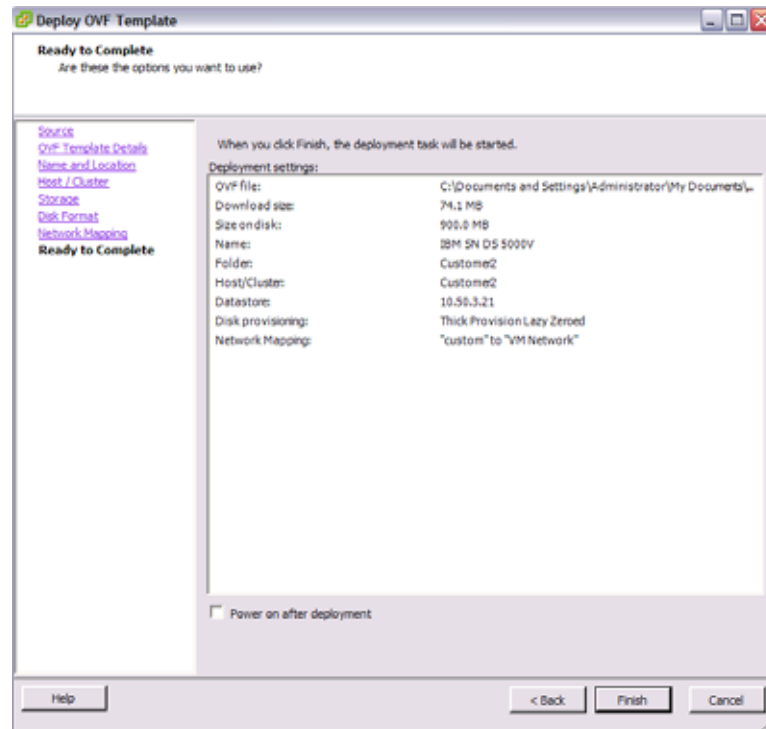 Deploy OVF Template
Ready to Complete
Are these the options you want to use?
Source
OVF Template Details
Name and Location
Host / Cluster
Storage
Disk Format
Network Mapping
Ready to Complete
When you click Finish, the deployment task will be started.
Deployment settings:
OVF file: C:\Documents and Settings\Administrator\My Documents\...
Download size: 74.1 MB
Size on disk: 900.0 MB
Name: IBM SN DS 5000V
Folder: Customer2
Host/Cluster: Customer2
Datastore: 10.50.3.21
Disk provisioning: Thick Provision Lazy Zeroed
Network Mapping: "custom" to "VM Network"
Power on after deployment
Help
< Back
Finish
Cancel